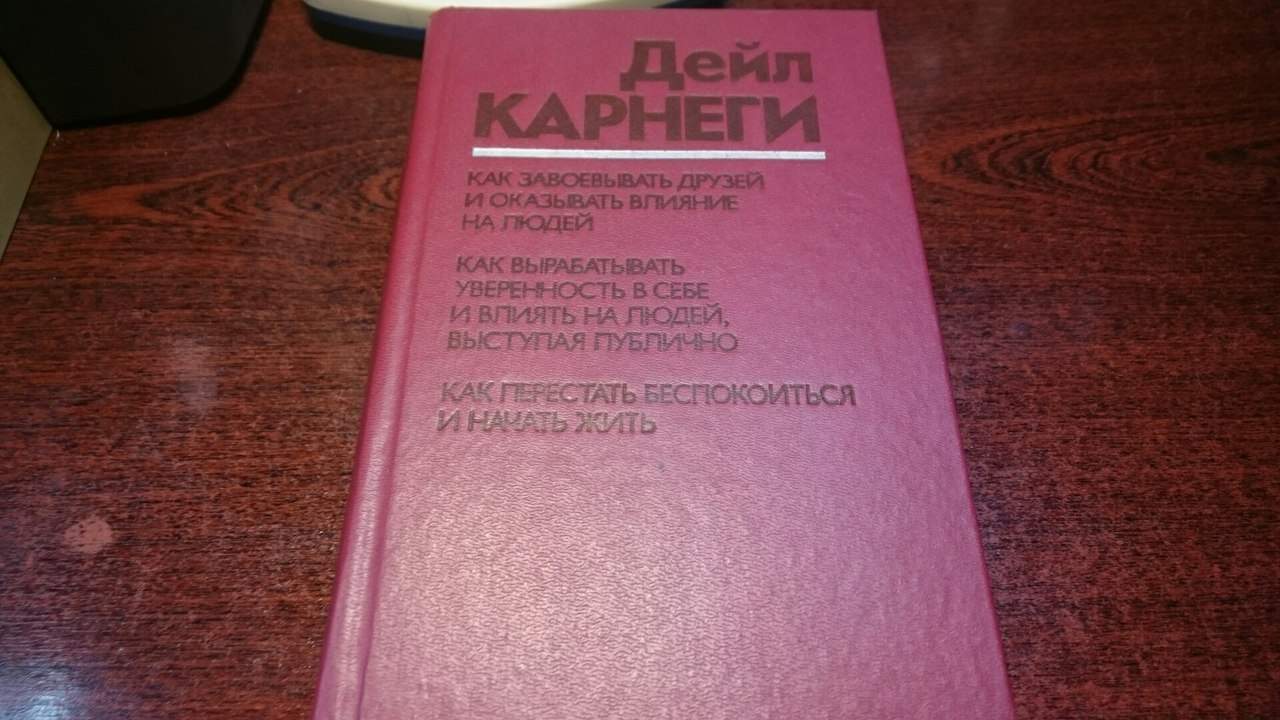 Дейл
КАРНЕГИ
КАК ЗАВОЕВЫВАТЬ ДРУЗЕЙ
И ОКАЗЫВАТЬ ВЛИЯНИЕ
НА ЛЮДЕЙ
КАК ВЫРАБАТЫВАТЬ
УВЕРЕННОСТЬ В СЕБЕ
И ВЛИЯТЬ НА ЛЮДЕЙ,
ВЫСТУПАЯ ПУБЛИЧНО
КАК ПЕРЕСТАТЬ БЕСПОКОИТЬСЯ
И НАЧАТЬ ЖИТЬ